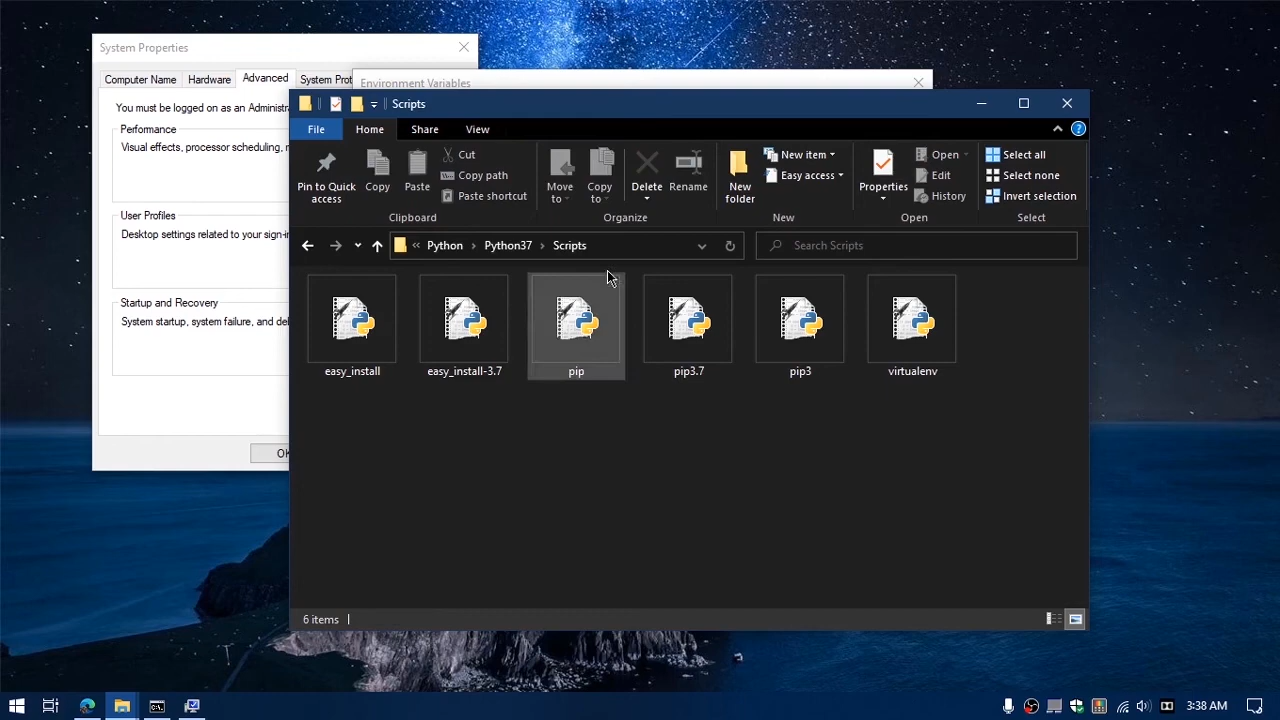 System Properties
Computer Name
Hardware
Advanced
System Prot
You must be logged on as an Administra
Performance
Visual effects, processor scheduling, m
User Profiles
Desktop settings related to your sign-i
Startup and Recovery
System startup, system failure, and del
OK
Environment Variables
Scripts
File
Home
Share
View
Pin to Quick
access
Copy
Paste
Cut
Copy path
Paste shortcut
Clipboard
Move
to
Copy
to
Delete
Rename
Organize
New
folder
New item
Easy access
New
Properties
Open
Edit
History
Open
Select all
Select none
Invert selection
Select
« Python > Python37 > Scripts
Search Scripts
easy_install
easy_install-3.7
pip
pip3.7
pip3
virtualenv
6 items
3:38 AM